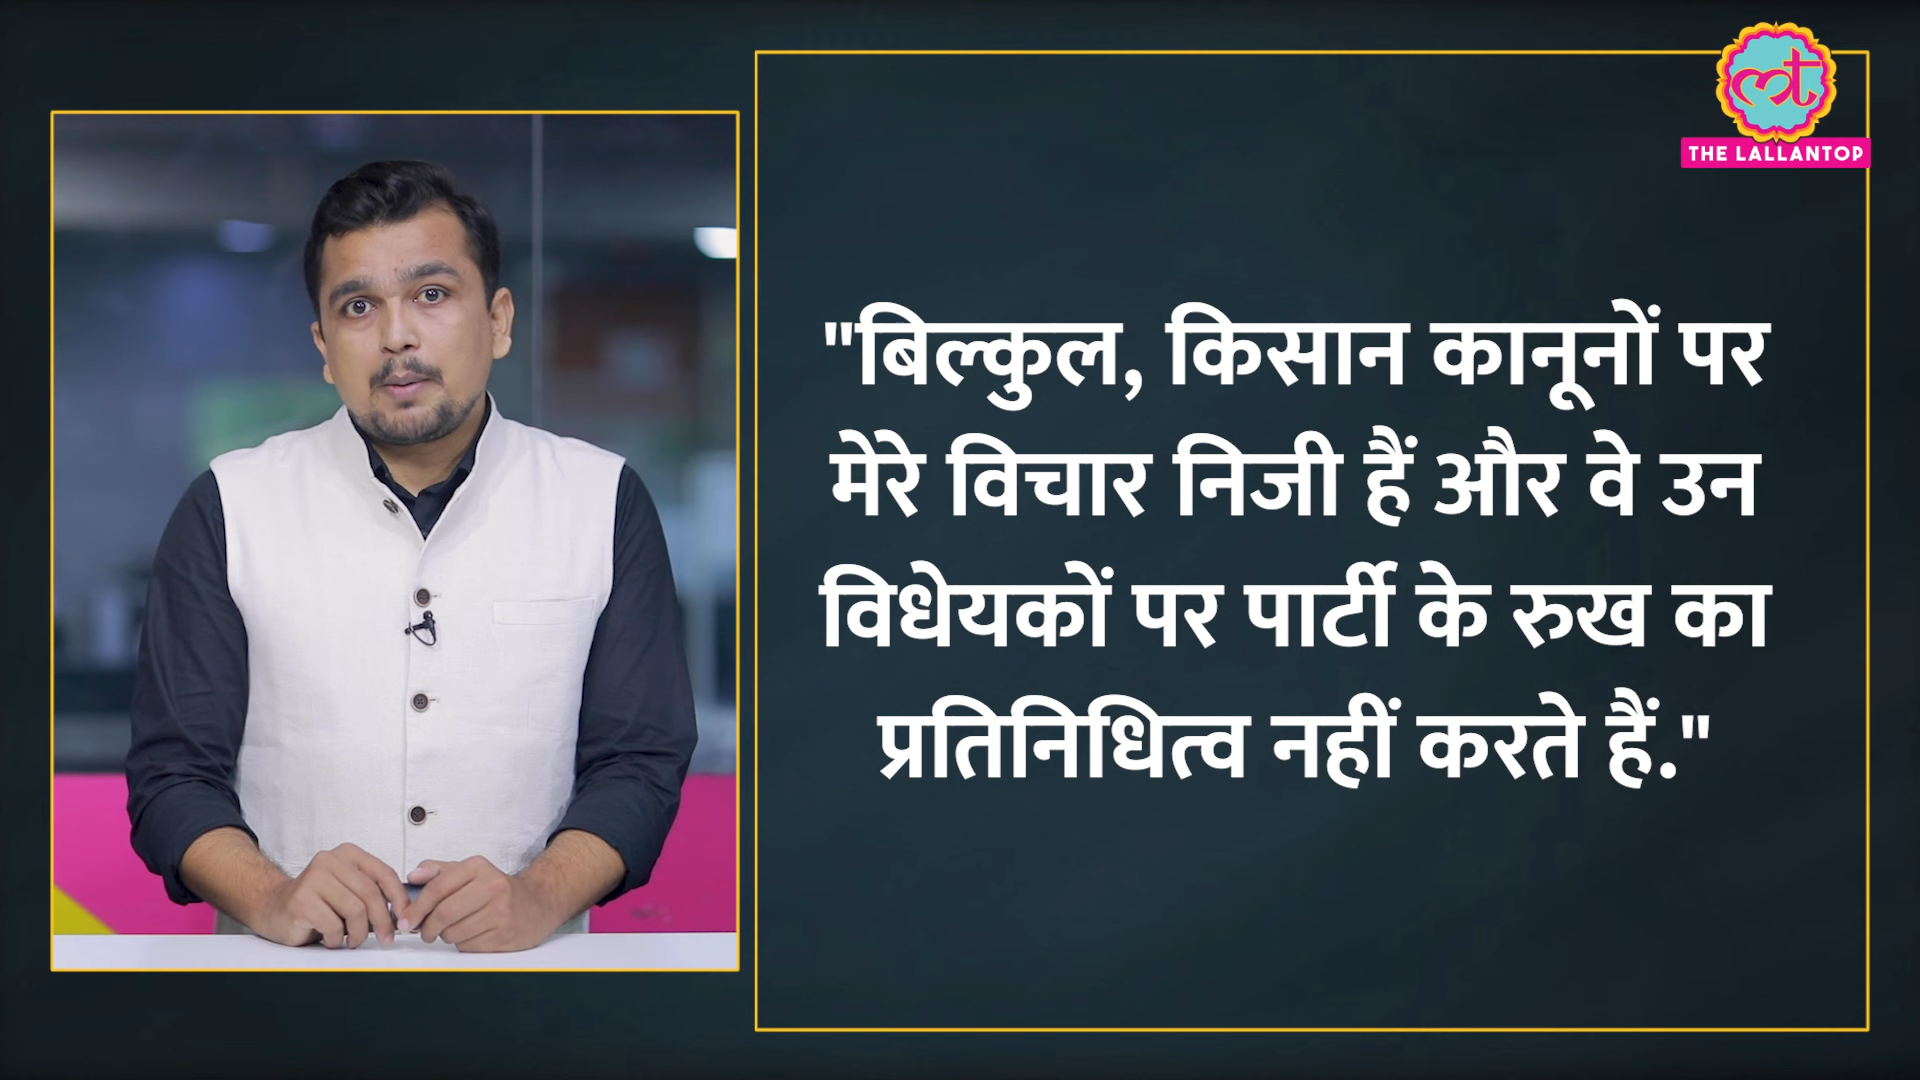 THE LALLANTOP
"बिल्कुल, किसान कानूनों पर
मेरे विचार निजी हैं और वे उन
विधेयकों पर पार्टी के रुख का
प्रतिनिधित्व नहीं करते हैं."